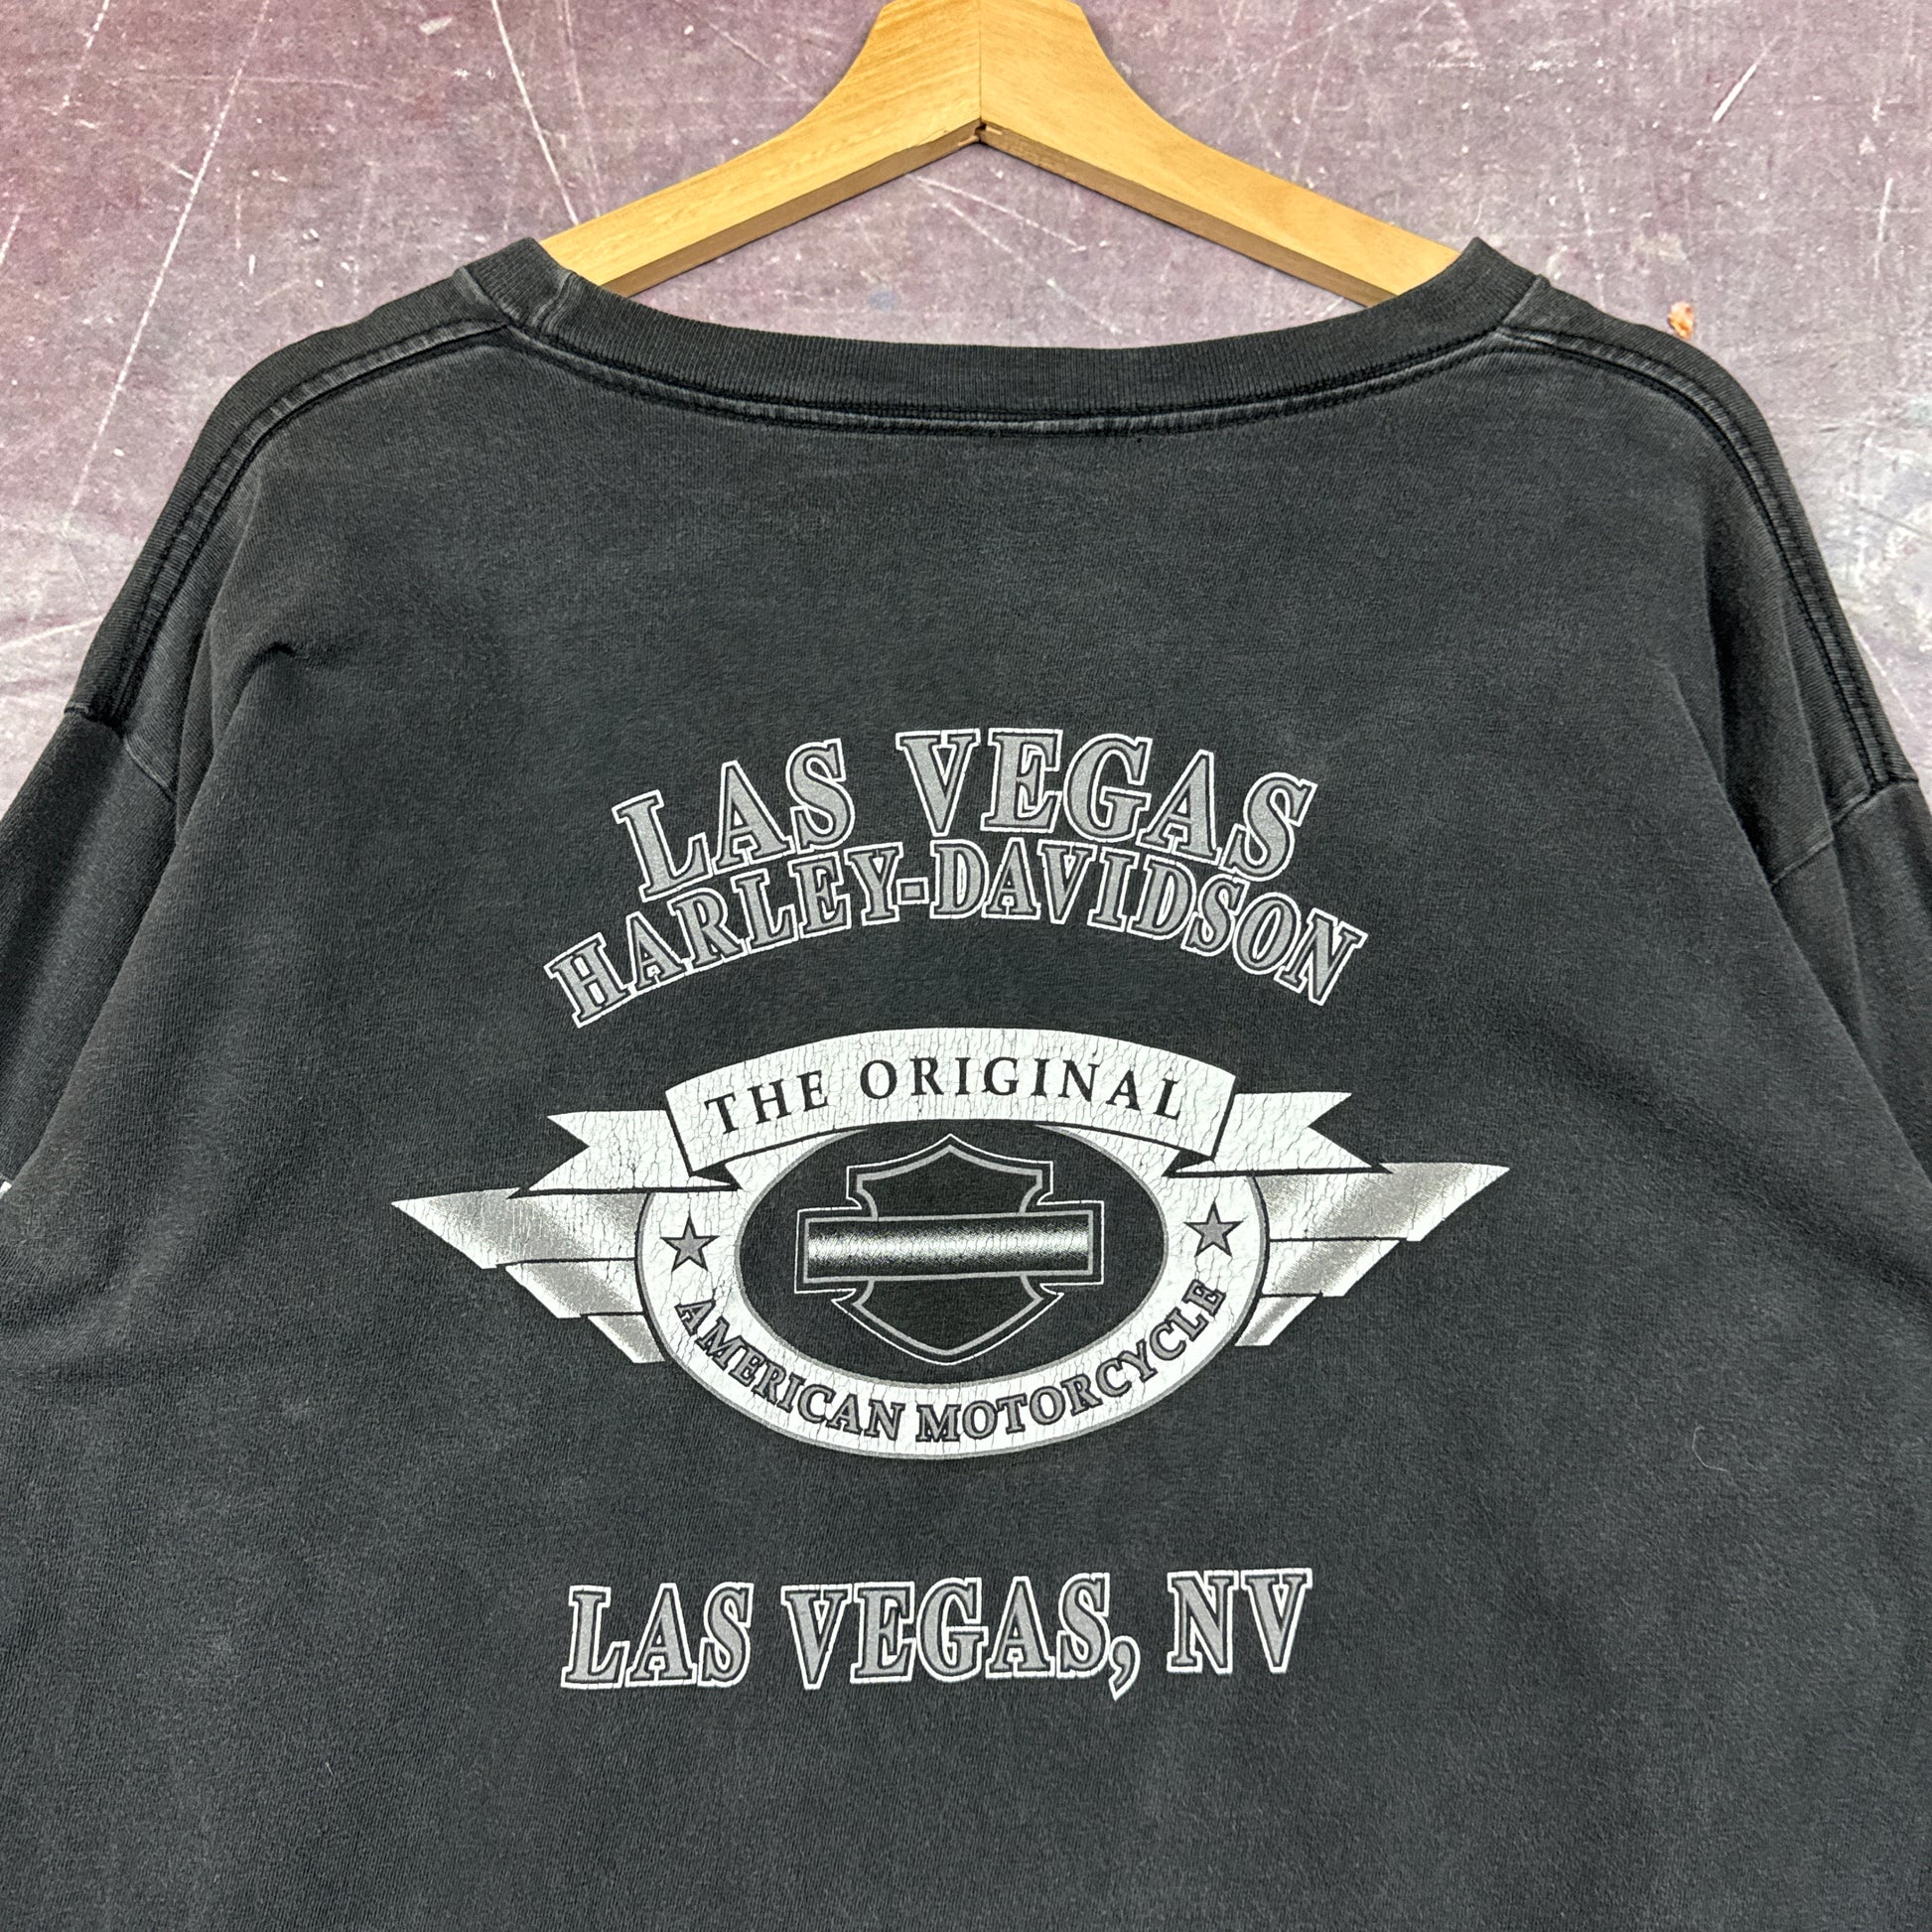 LAS VEGAS
HARLEY-DAVIDSON
THE ORIGINAL
AMERICAN MOTORCYCLE
LAS VEGAS, NV